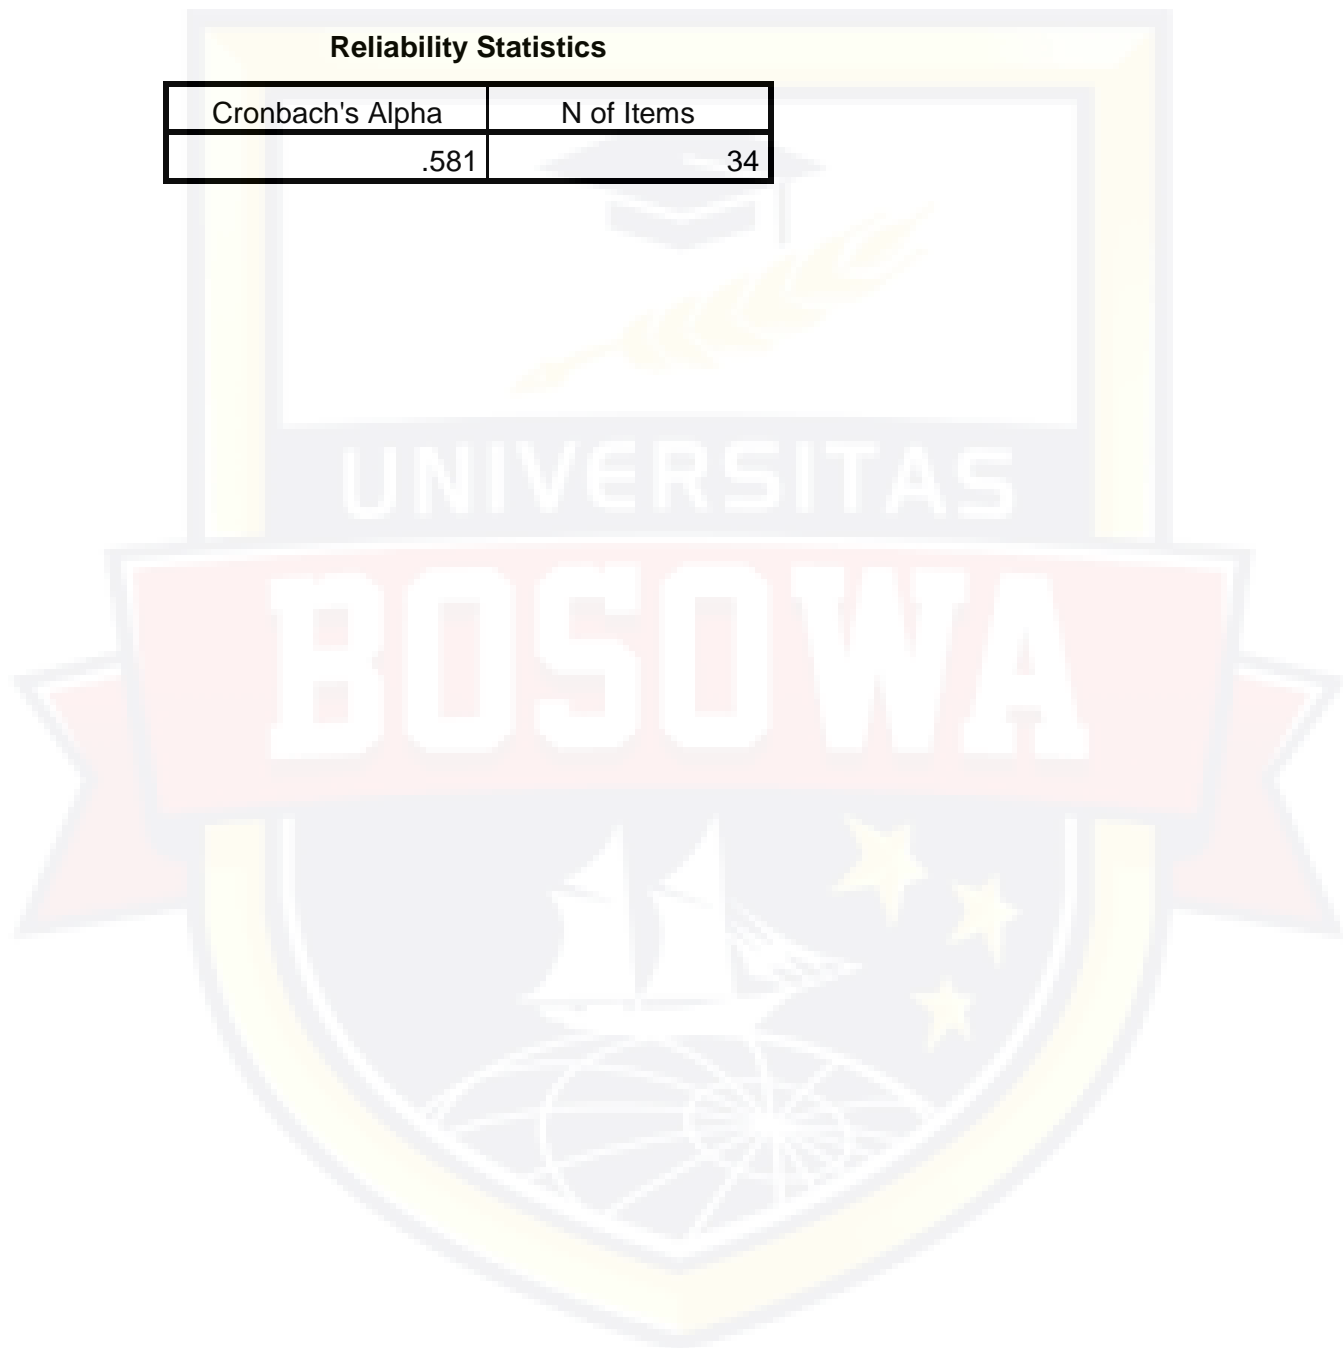 Reliability Statistics
Cronbach's Alpha N of Items
.581 34
UNIVERSITAS
BOSOWA